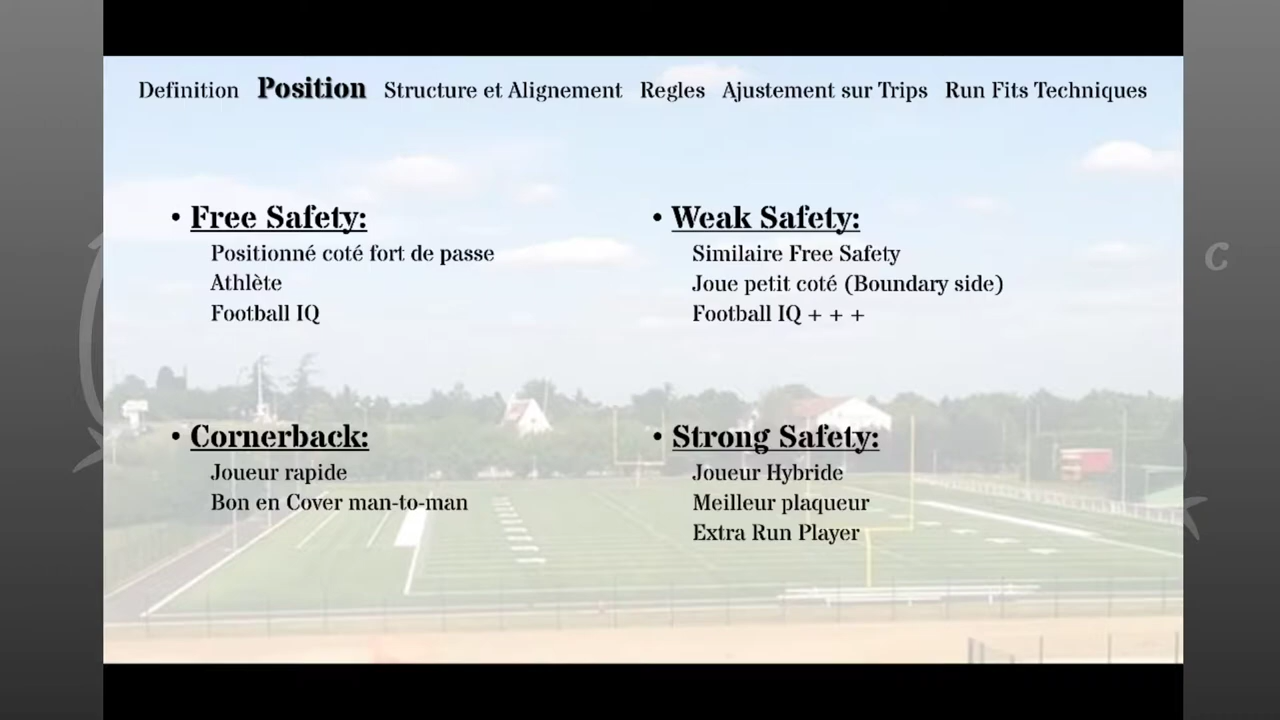 Definition Position Structure et Alignement Regles Ajustement sur Trips Run Fits Techniques
• Free Safety:
Positionné coté fort de passe
Athlète
Football IQ
• Weak Safety:
Similaire Free Safety
Joue petit coté (Boundary side)
Football IQ + + +
• Cornerback:
Joueur rapide
Bon en Cover man-to-man
• Strong Safety:
Joueur Hybride
Meilleur plaqueur
Extra Run Player
c